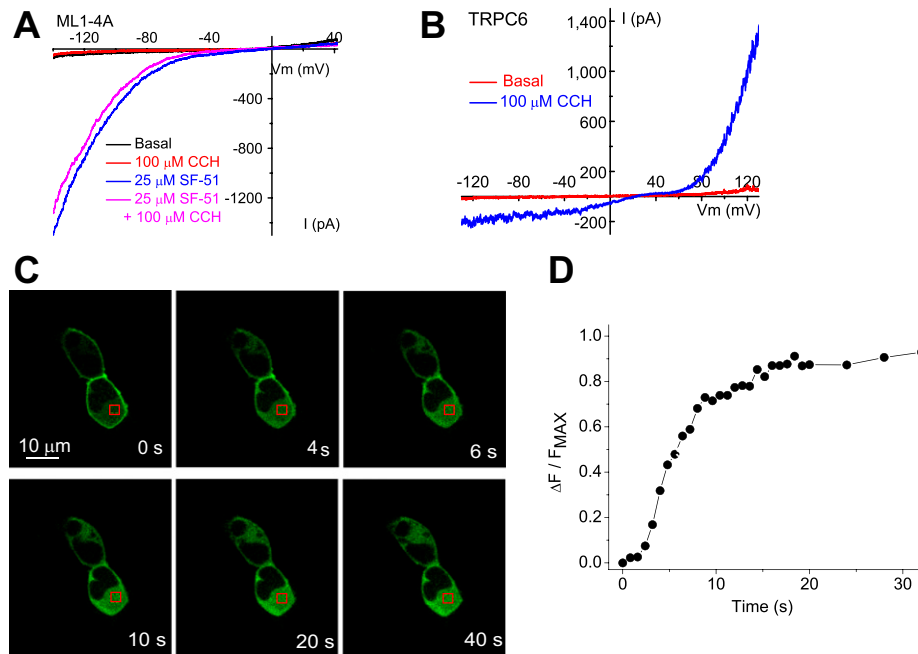 A
ML1-4A
-120
-80
-40
0
40
Vm (mV)
-400
-800
-1200
I (pA)
Basal
100 μM CCH
25 μM SF-51
25 μM SF-51
+ 100 μM CCH
B
TRPC6
I (pA)
1,400
1,000
600
200
-200
-120
-80
-40
0
40
80
120
Vm (mV)
Basal
100 μM CCH
C
10 μm
0 s
4 s
6 s
10 s
20 s
40 s
D
ΔF / FMAX
1.0
0.8
0.6
0.4
0.2
0.0
0
10
20
30
Time (s)